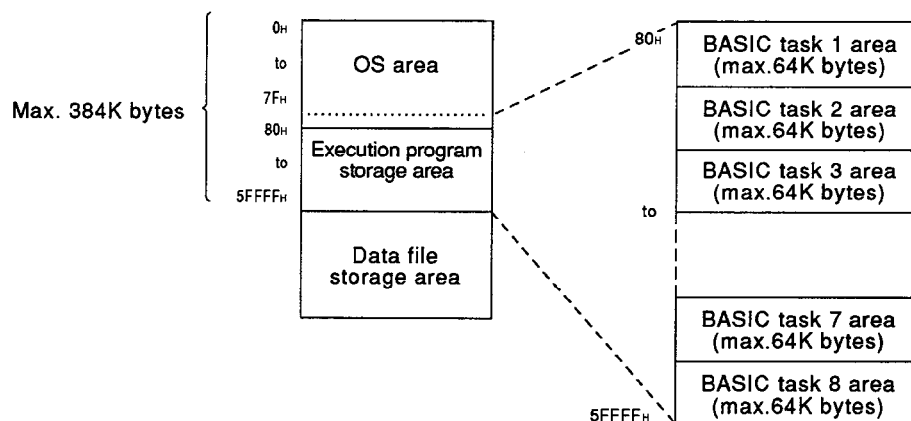 0H
to
7FH
80H
to
5FFFFH
Max. 384K bytes
OS area
Execution program
storage area
Data file
storage area
80H
to
5FFFFH
BASIC task 1 area
(max.64K bytes)
BASIC task 2 area
(max.64K bytes)
BASIC task 3 area
(max.64K bytes)
BASIC task 7 area
(max.64K bytes)
BASIC task 8 area
(max.64K bytes)